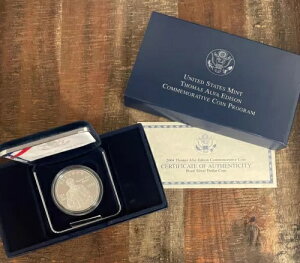 UNITED STATES MINT
THOMAS ALVA EDISON
COMMEMORATIVE COIN PROGRAM
2004 Thomas Alva Edison Commemorative Coin
CERTIFICATE OF AUTHENTICITY
Proof Silver Dollar Coin